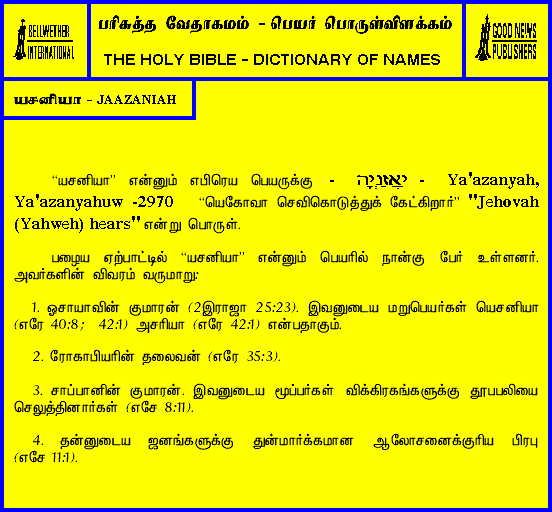 BELLWETHER
INTERNATIONAL
பரிசுத்த வேதாகமம் - பெயர் பொருள்விளக்கம்
THE HOLY BIBLE - DICTIONARY OF NAMES
GOOD NEWS
PUBLISHERS
யசனியா - JAAZANIAH
“யசனியா” என்னும் எபிரெய பெயருக்கு - יַאֲזַנְיָה - Ya'azanyah,
Ya'azanyahuw -2970 “யெகோவா செவிகொடுத்துக் கேட்கிறார்” "Jehovah
(Yahweh) hears" என்று பொருள்.
பழைய ஏற்பாட்டில் “யசனியா” என்னும் பெயரில் நான்கு பேர் உள்ளனர்.
அவர்களின் விவரம் வருமாறு:
1. ஒசாயாவின் குமாரன் (2இராஜா 25:23). இவனுடைய மறுபெயர்கள் யெசனியா
(எரே 40:8; 42:1) அசரியா (எரே 42:1) என்பதாகும்.
2. ரோகாபியரின் தலைவன் (எரே 35:3).
3. சாப்பானின் குமாரன். இவனுடைய மூப்பர்கள் விக்கிரகங்களுக்கு தூபபலியை
செலுத்தினார்கள் (எசே 8:11).
4. தன்னுடைய ஜனங்களுக்கு துன்மார்க்கமான ஆலோசனைக்குரிய பிரபு
(எசே 11:1).